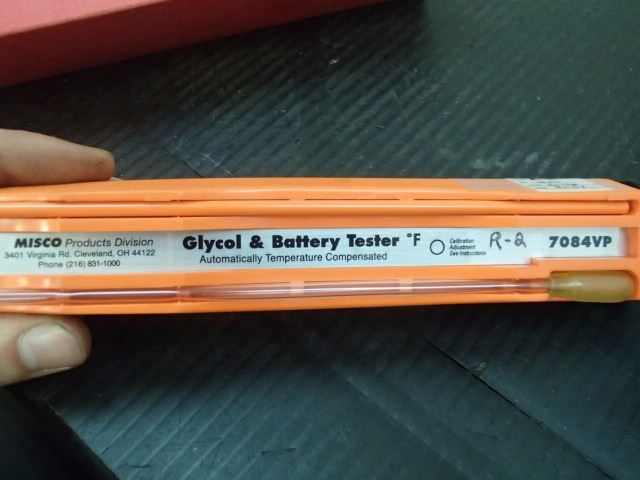 MISCO Products Division
3401 Virginia Rd. Cleveland, OH 44122
Phone (216) 831-1000
Glycol & Battery Tester °F
Automatically Temperature Compensated
Calibration
Adjustment
See Instructions
R-2
7084VP